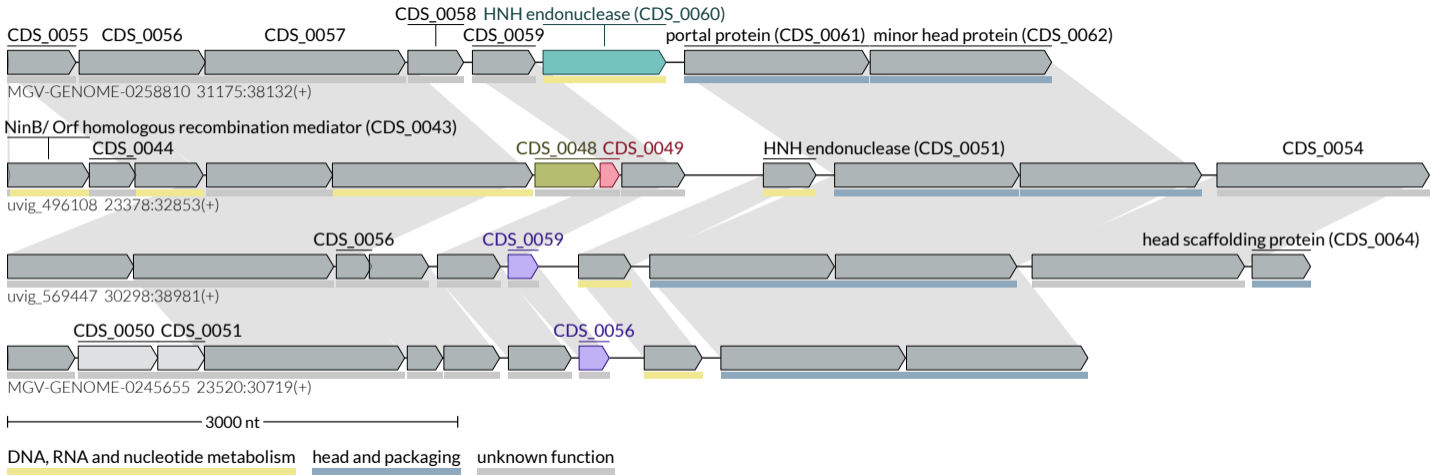 CDS_0058 HNH endonuclease (CDS_0060)
CDS_0055 CDS_0056 CDS_0057 CDS_0059 portal protein (CDS_0061) minor head protein (CDS_0062)
MGV-GENOME-0258810 31175:38132(+)
NinB/ Orf homologous recombination mediator (CDS_0043)
CDS_0044 CDS_0048 CDS_0049 HNH endonuclease (CDS_0051) CDS_0054
uvig_496108 23378:32853(+)
CDS_0056 CDS_0059 head scaffolding protein (CDS_0064)
uvig_569447 30298:38981(+)
CDS_0050 CDS_0051 CDS_0056
MGV-GENOME-0245655 23520:30719(+)
3000 nt
DNA, RNA and nucleotide metabolism head and packaging unknown function